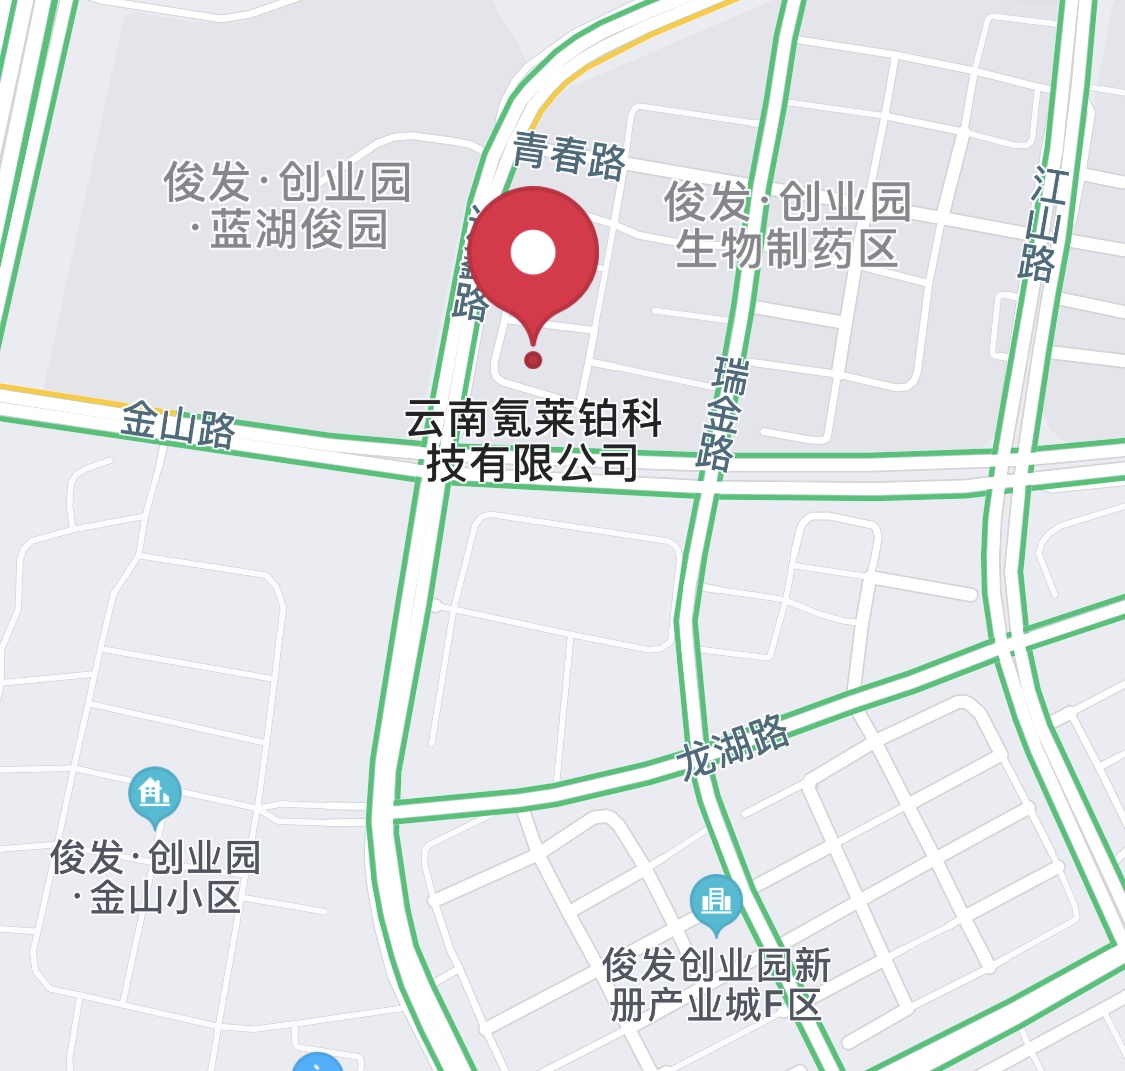 青春路
俊发·创业园
·蓝湖俊园
俊发·创业园
生物制药区
江山路
路
瑞金路
金山路
云南氪莱铂科
技有限公司
龙湖路
俊发·创业园
·金山小区
俊发创业园新
册产业城F区